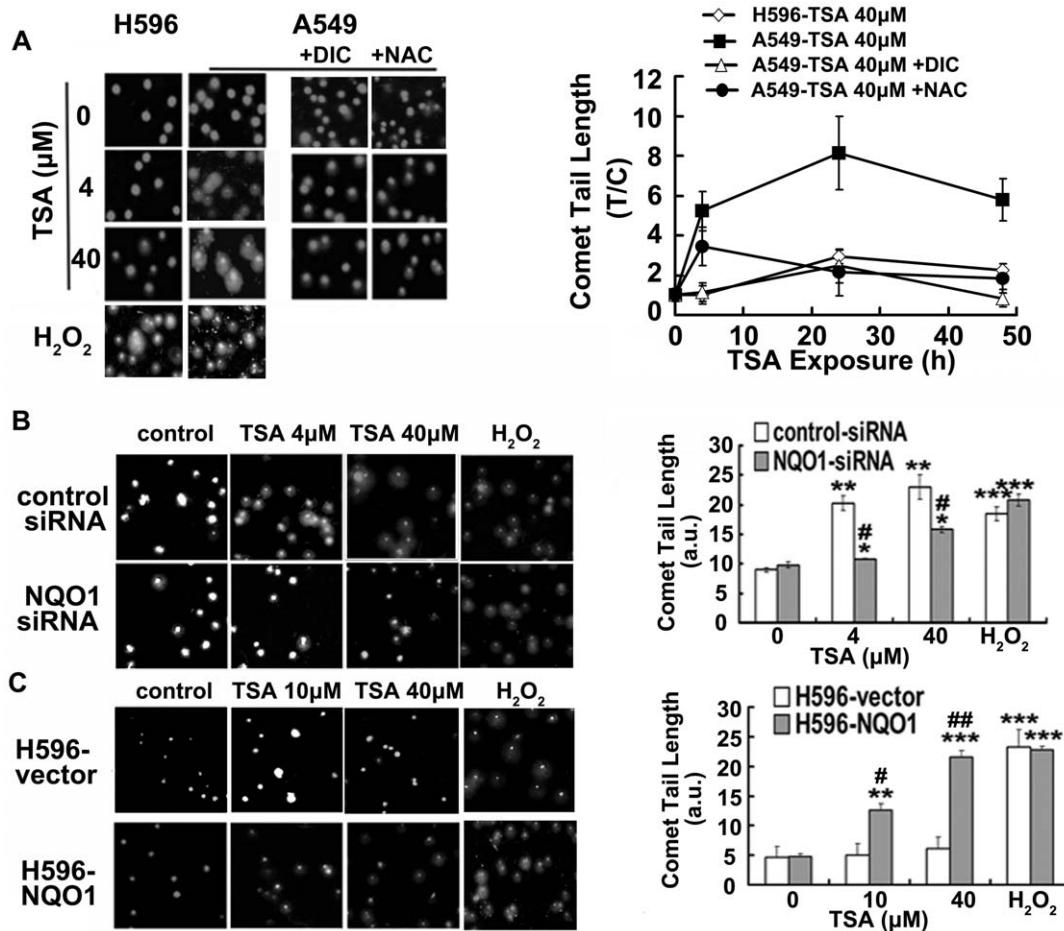 A
H596
A549
+DIC
+NAC
TSA (µM)
0
4
40
H₂O₂
H596-TSA 40µM
A549-TSA 40µM
A549-TSA 40µM +DIC
A549-TSA 40µM +NAC
Comet Tail Length
(T/C)
12
10
8
6
4
2
0
0 10 20 30 40 50
TSA Exposure (h)
B
control TSA 4µM TSA 40µM H₂O₂
control
siRNA
NQO1
siRNA
control-siRNA
NQO1-siRNA
Comet Tail Length
(a.u.)
30
25
20
15
10
5
0
** # * ** # * *** ***
0 4 40 H₂O₂
TSA (µM)
C
control TSA 10µM TSA 40µM H₂O₂
H596-
vector
H596-
NQO1
H596-vector
H596-NQO1
Comet Tail Length
(a.u.)
30
25
20
15
10
5
0
# ** ## *** *** ***
0 10 40 H₂O₂
TSA (µM)